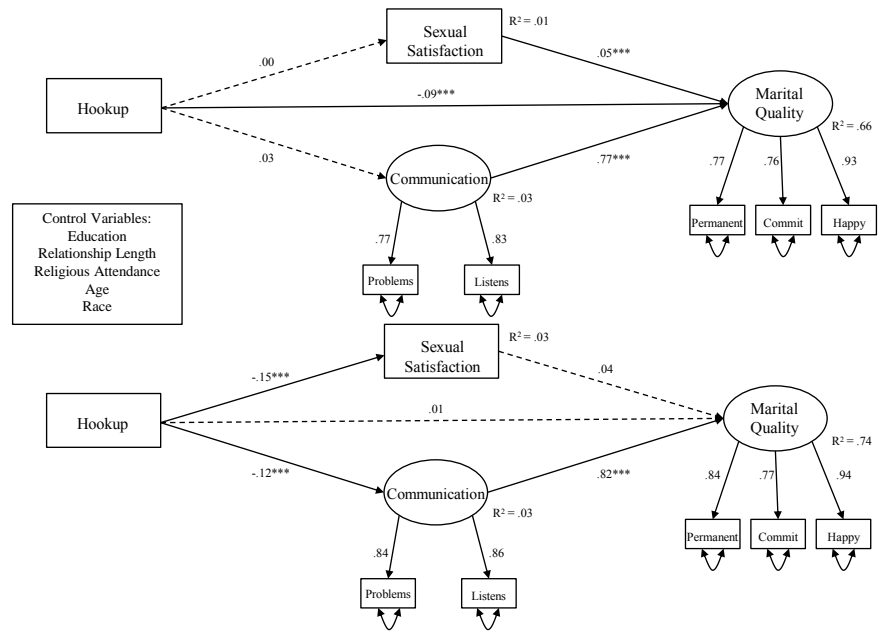 R² = .01
Sexual
Satisfaction
.00
.05***
Hookup
-.09***
Marital
Quality
R² = .66
.03
Communication
.77***
R² = .03
.77
.76
.93
Permanent
Commit
Happy
.77
.83
Problems
Listens
Control Variables:
Education
Relationship Length
Religious Attendance
Age
Race
R² = .03
Sexual
Satisfaction
-.15***
.04
Hookup
.01
Marital
Quality
R² = .74
-.12***
Communication
.82***
R² = .03
.84
.77
.94
Permanent
Commit
Happy
.84
.86
Problems
Listens